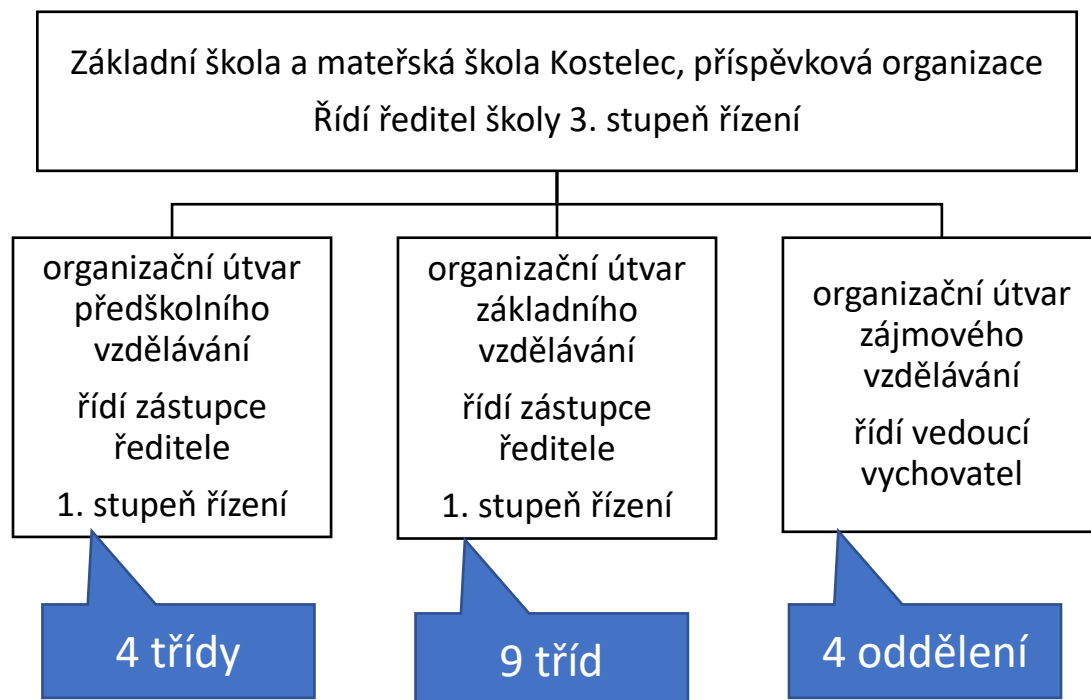 Základní škola a mateřská škola Kostelec, příspěvková organizace
Řídí ředitel školy 3. stupeň řízení
organizační útvar
předškolního
vzdělávání
řídí zástupce
ředitele
1. stupeň řízení
organizační útvar
základního
vzdělávání
řídí zástupce
ředitele
1. stupeň řízení
organizační útvar
zájmového
vzdělávání
řídí vedoucí
vychovatel
4 třídy
9 tříd
4 oddělení